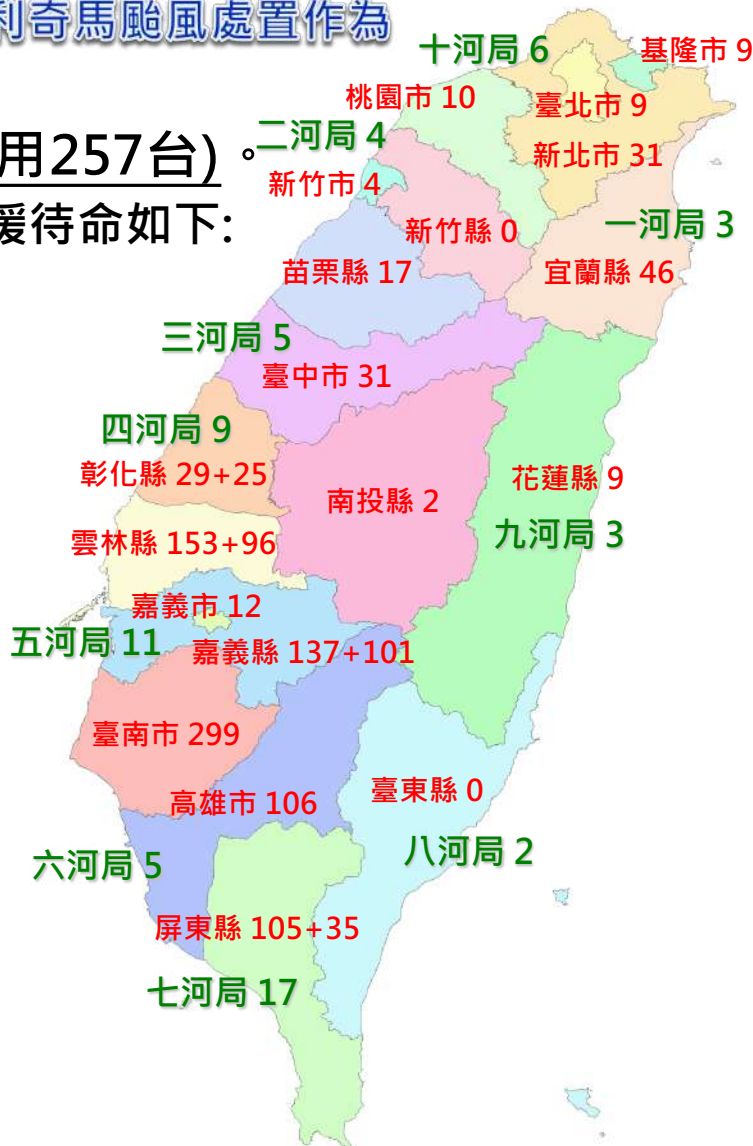 利奇馬颱風處置作為
十河局 6
基隆市 9
桃園市 10
臺北市 9
用257台)。
二河局 4
新北市 31
新竹市 4
援待命如下:
新竹縣 0
一河局 3
苗栗縣 17
宜蘭縣 46
三河局 5
臺中市 31
四河局 9
彰化縣 29+25
南投縣 2
花蓮縣 9
雲林縣 153+96
九河局 3
嘉義市 12
五河局 11
嘉義縣 137+101
臺南市 299
高雄市 106
臺東縣 0
六河局 5
八河局 2
屏東縣 105+35
七河局 17